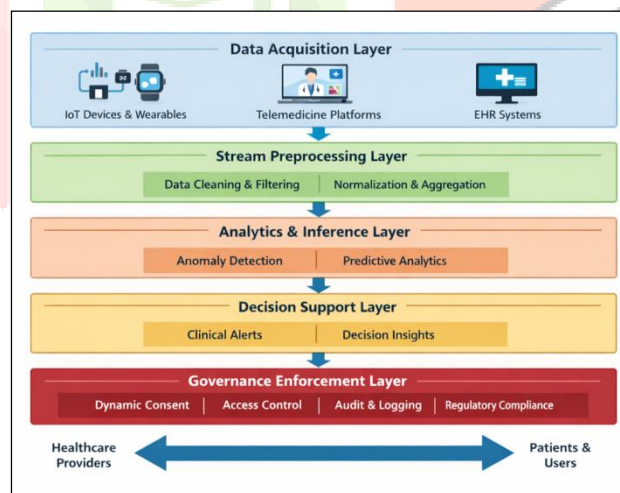 Data Acquisition Layer
IoT Devices & Wearables
Telemedicine Platforms
EHR Systems
Stream Preprocessing Layer
Data Cleaning & Filtering
Normalization & Aggregation
Analytics & Inference Layer
Anomaly Detection
Predictive Analytics
Decision Support Layer
Clinical Alerts
Decision Insights
Governance Enforcement Layer
Dynamic Consent
Access Control
Audit & Logging
Regulatory Compliance
Healthcare
Providers
Patients &
Users